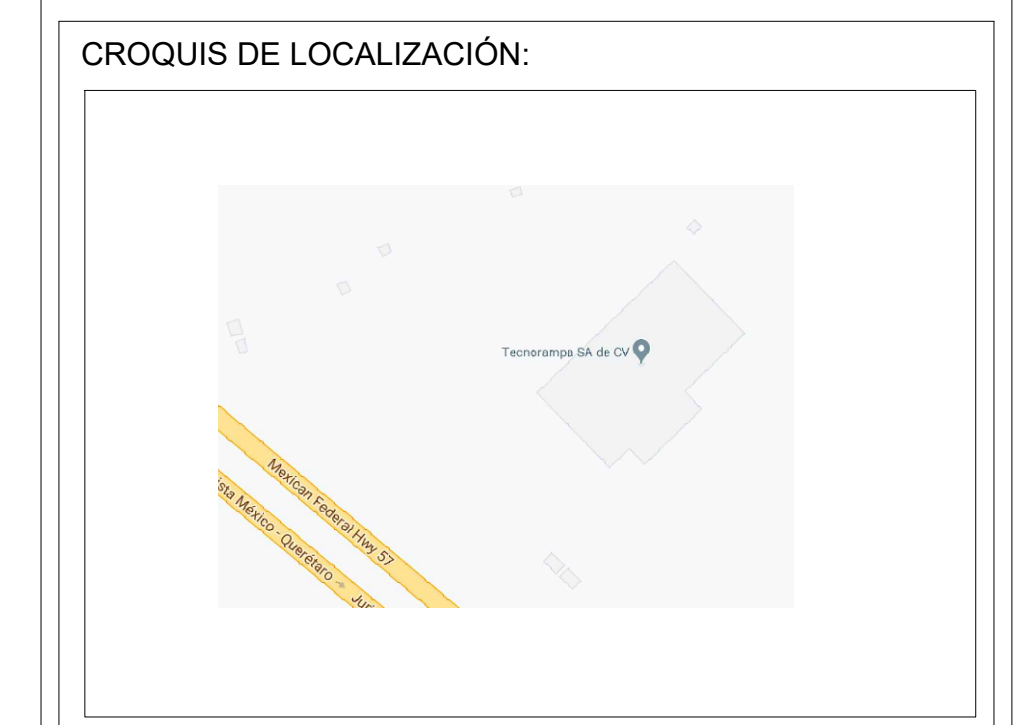 CROQUIS DE LOCALIZACIÓN:
Tecnorampa SA de CV
Mexican Federal Hwy 57
ista México - Querétaro